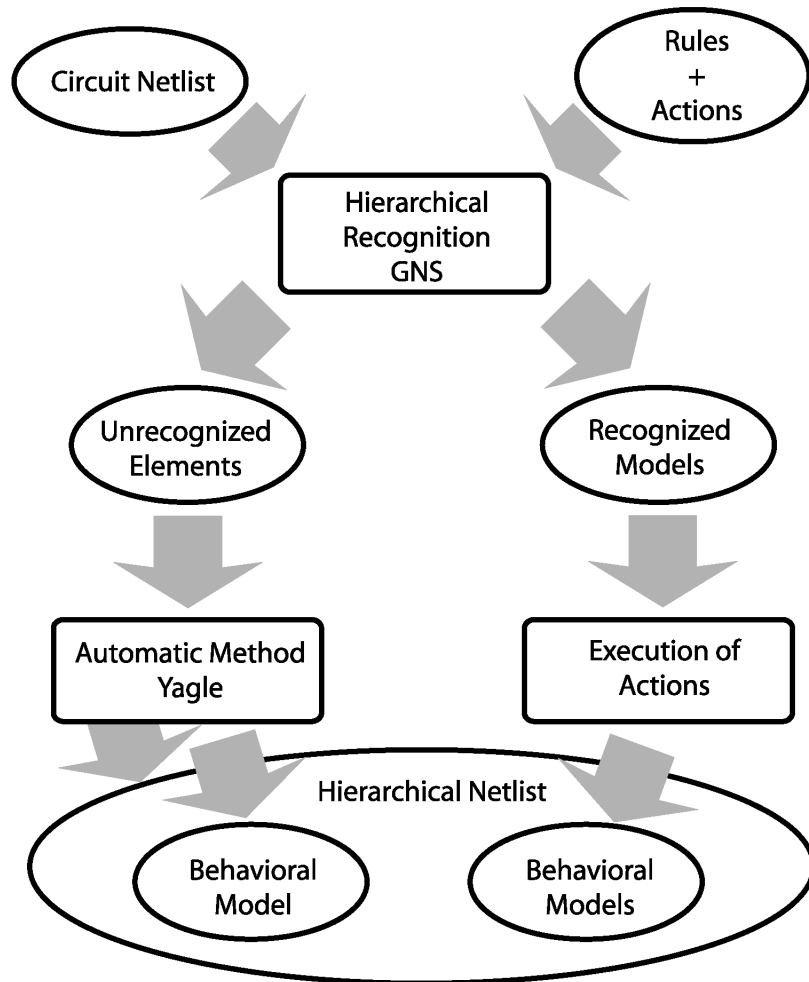 Circuit Netlist
Rules
+
Actions
Hierarchical
Recognition
GNS
Unrecognized
Elements
Recognized
Models
Automatic Method
Yagle
Execution of
Actions
Hierarchical Netlist
Behavioral
Model
Behavioral
Models